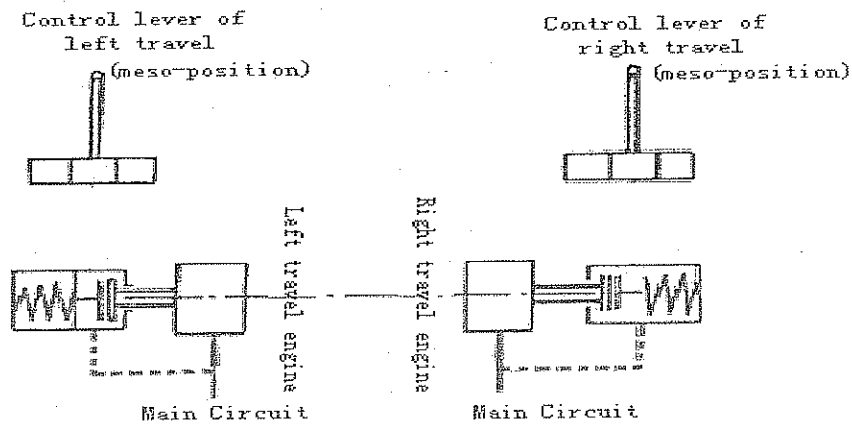 Control lever of
left travel
(meso-position)
Control lever of
right travel
(meso-position)
Left travel engine
Right travel engine
Main Circuit
Main Circuit